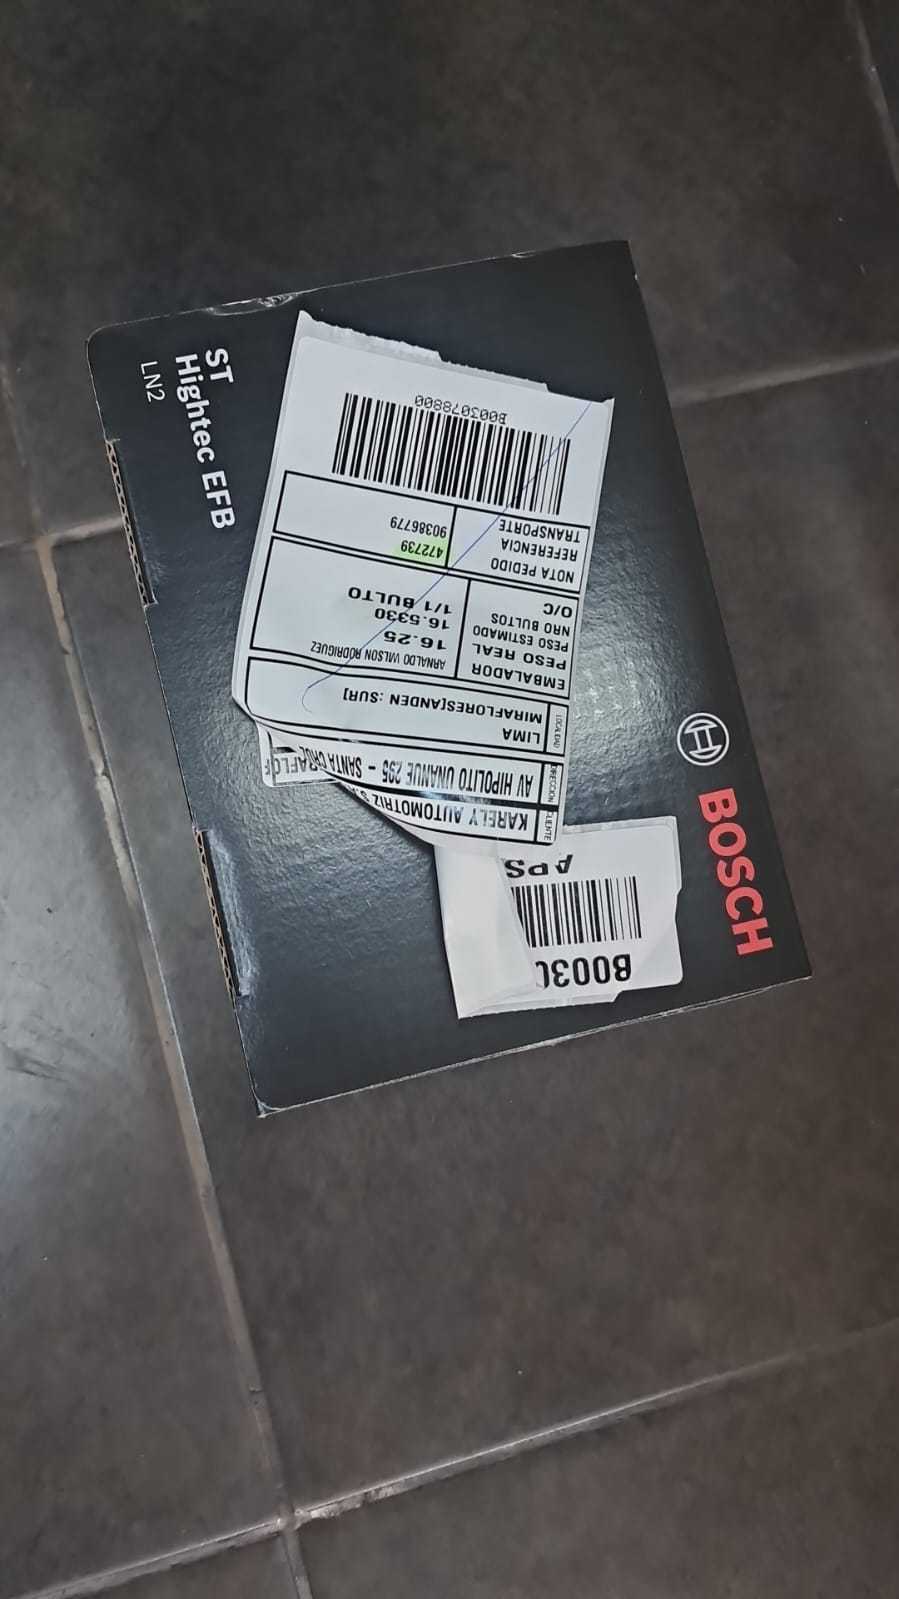 ST
Hightec EFB
LN2
BOSCH
B003078800
TRANSPORTE
REFERENCIA 90386779
NOTA PEDIDO 472739
O/C
NRO BULTOS 1/1 BULTO
PESO ESTIMADO 16.5330
PESO REAL 16.25
EMBALADOR ARNALDO WILSON RODRIGUEZ
LOCALIDAD
MIRAFLORES[ANDEN :SUR]
LIMA
DIRECCION AV HIPOLITO UNANUE 295 - SANTA CRUZ
CLIENTE KARELY AUTOMOTRIZ S.A
APS
B003